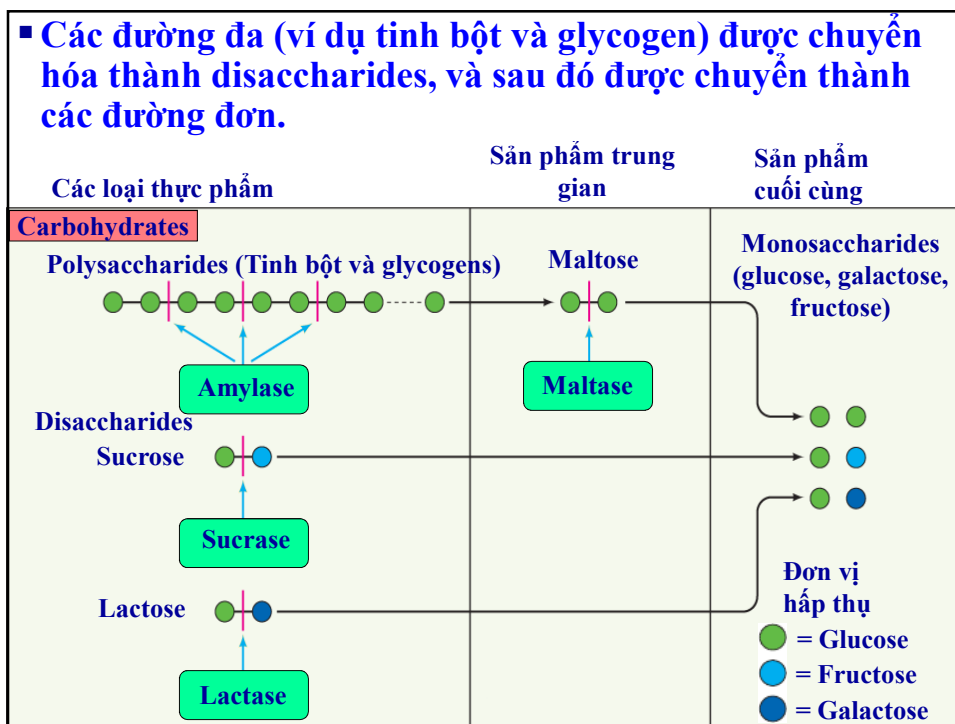 ▪ Các đường đa (ví dụ tinh bột và glycogen) được chuyển
hóa thành disaccharides, và sau đó được chuyển thành
các đường đơn.
Các loại thực phẩm
Sản phẩm trung
gian
Sản phẩm
cuối cùng
Carbohydrates
Polysaccharides (Tinh bột và glycogens)
Maltose
Monosaccharides
(glucose, galactose,
fructose)
Amylase
Maltase
Disaccharides
Sucrose
Sucrase
Lactose
Lactase
Đơn vị
hấp thụ
= Glucose
= Fructose
= Galactose